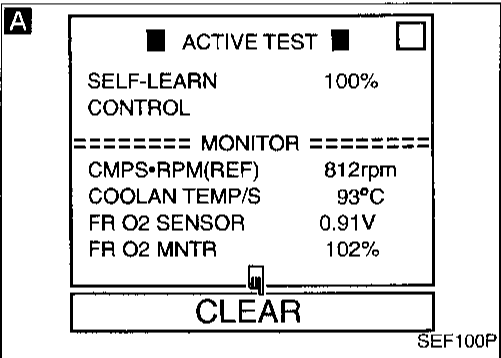 A
■ ACTIVE TEST ■
SELF-LEARN 100%
CONTROL
======== MONITOR ========
CMPS•RPM(REF) 812rpm
COOLAN TEMP/S 93°C
FR O2 SENSOR 0.91V
FR O2 MNTR 102%
CLEAR
SEF100P